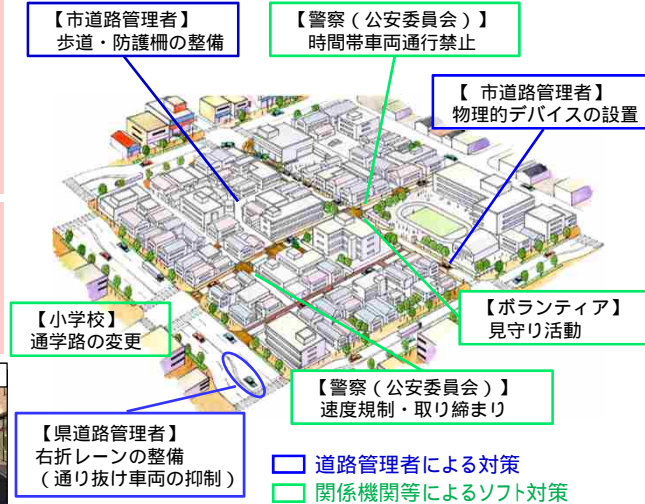 【市道路管理者】
歩道・防護柵の整備
【警察（公安委員会）】
時間帯車両通行禁止
【 市道路管理者】
物理的デバイスの設置
【小学校】
通学路の変更
【ボランティア】
見守り活動
【警察（公安委員会）】
速度規制・取り締まり
【県道路管理者】
右折レーンの整備
（通り抜け車両の抑制）
道路管理者による対策
関係機関等によるソフト対策